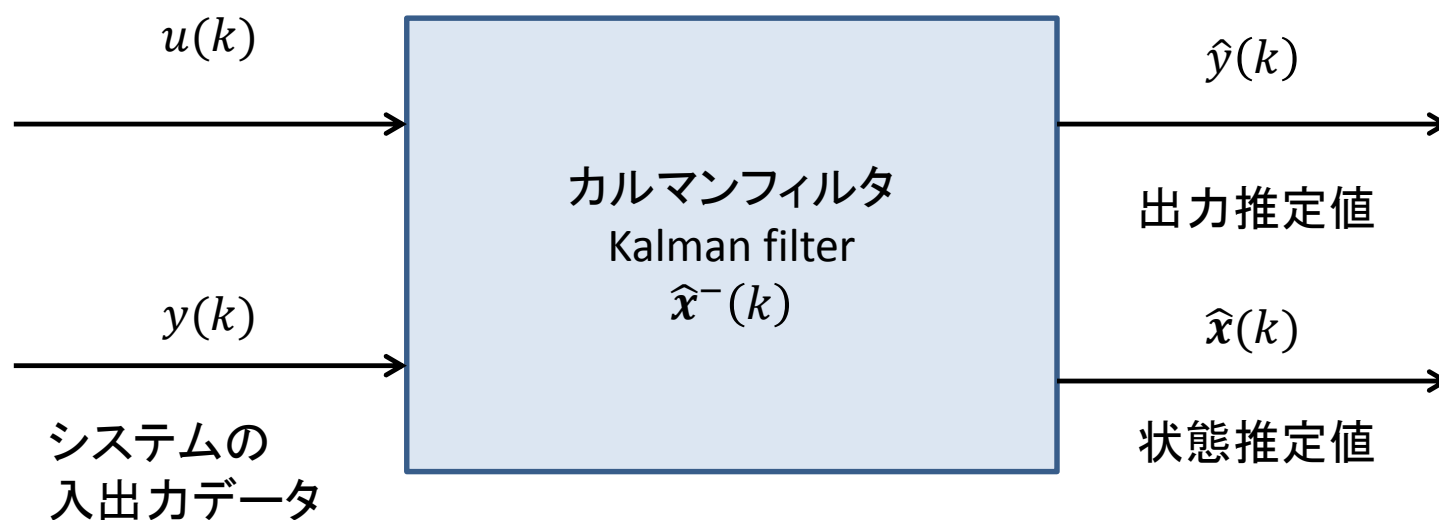 u(k)
y(k)
システムの
入出力データ
カルマンフィルタ
Kalman filter
x̂⁻(k)
ŷ(k)
出力推定値
x̂(k)
状態推定値